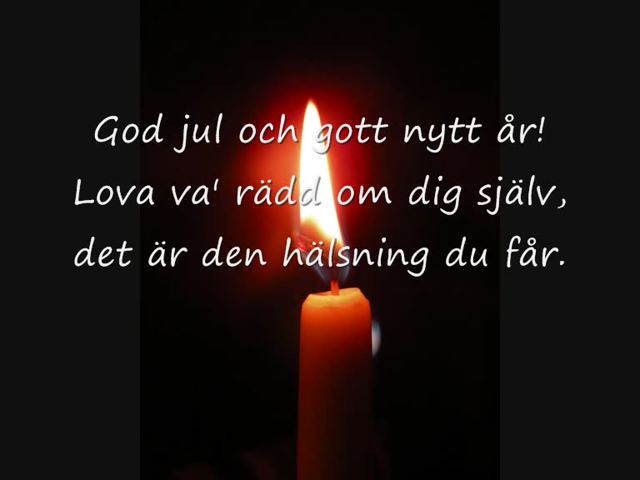 God jul och gott nytt år!
Lova va' rädd om dig själv,
det är den hälsning du får.